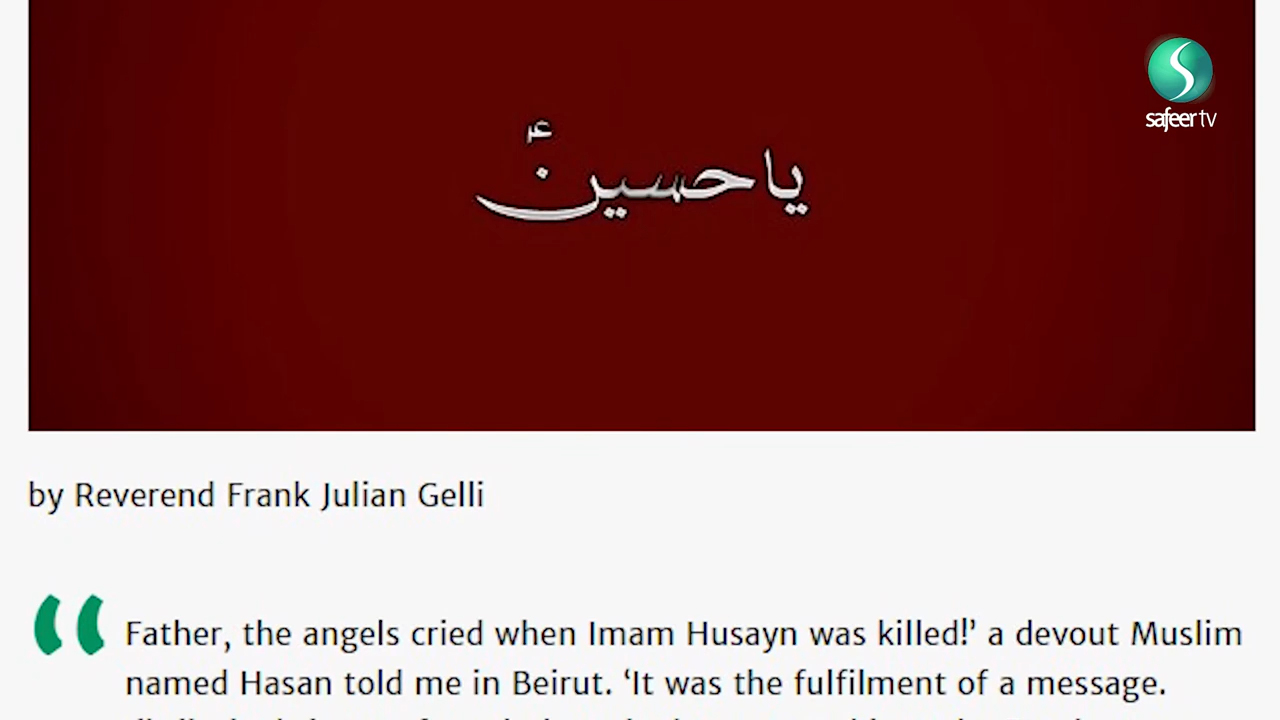 safeer tv
ياحسين ؑ
by Reverend Frank Julian Gelli
“ Father, the angels cried when Imam Husayn was killed!’ a devout Muslim
named Hasan told me in Beirut. ‘It was the fulfilment of a message.